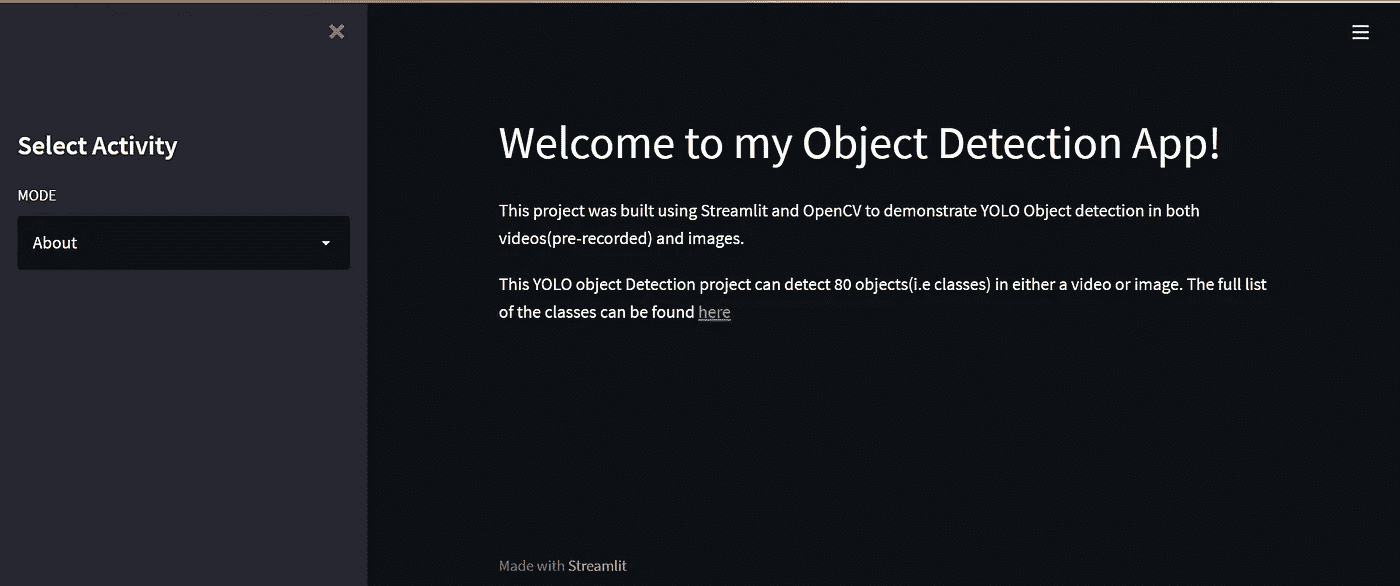 Select Activity
MODE
About
Welcome to my Object Detection App!
This project was built using Streamlit and OpenCV to demonstrate YOLO Object detection in both
videos(pre-recorded) and images.
This YOLO object Detection project can detect 80 objects(i.e classes) in either a video or image. The full list
of the classes can be found here
Made with Streamlit